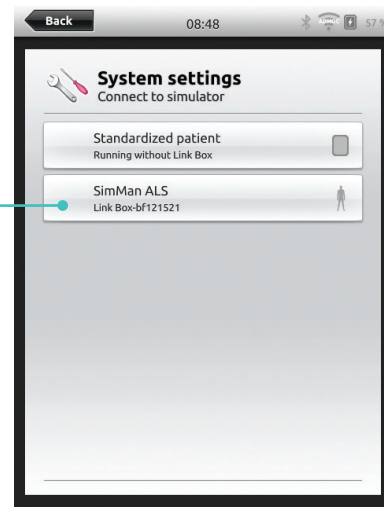 Back 08:48 57 %
System settings
Connect to simulator
Standardized patient
Running without Link Box
SimMan ALS
Link Box-bf121521